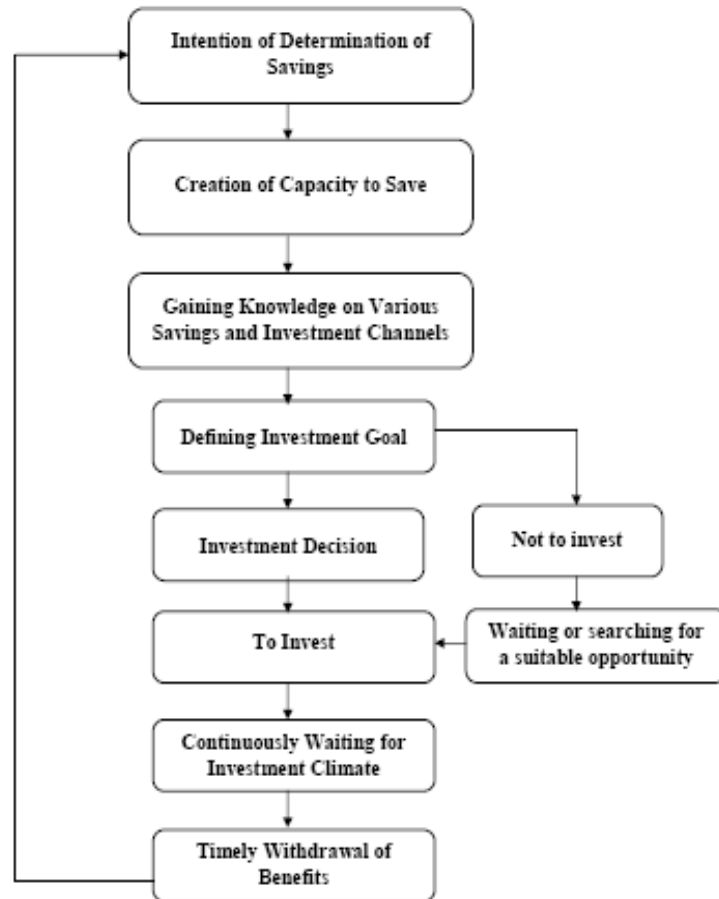 Intention of Determination of
Savings
Creation of Capacity to Save
Gaining Knowledge on Various
Savings and Investment Channels
Defining Investment Goal
Investment Decision
Not to invest
To Invest
Waiting or searching for
a suitable opportunity
Continuously Waiting for
Investment Climate
Timely Withdrawal of
Benefits